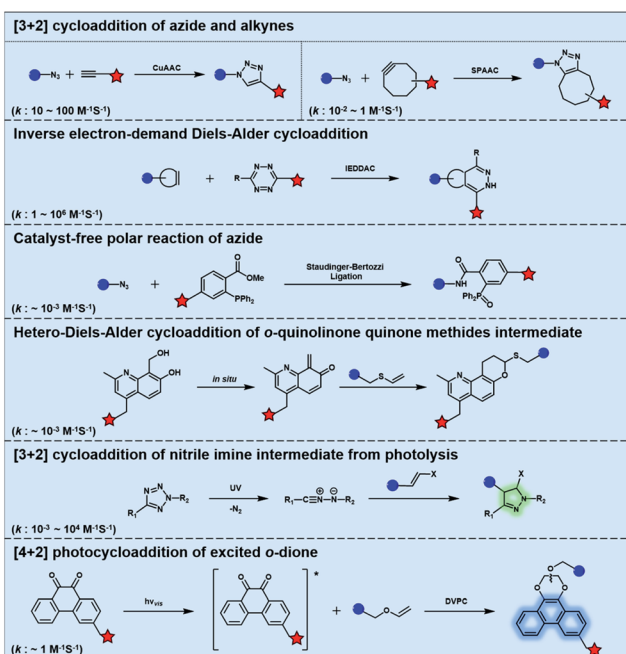 [3+2] cycloaddition of azide and alkynes
N₃ + CuAAC N N N
(k : 10 ~ 100 M⁻¹S⁻¹)
N₃ + SPAAC N N N
(k : 10⁻² ~ 1 M⁻¹S⁻¹)
Inverse electron-demand Diels-Alder cycloaddition
+ R N N N N IEDDAC R N NH
(k : 1 ~ 10⁶ M⁻¹S⁻¹)
Catalyst-free polar reaction of azide
N₃ + O OMe PPh₂ Staudinger-Bertozzi
Ligation
O NH Ph₂P O
(k : ~ 10⁻³ M⁻¹S⁻¹)
Hetero-Diels-Alder cycloaddition of o-quinolinone quinone methides intermediate
OH OH N in situ N O S N O S
(k : ~ 10⁻³ M⁻¹S⁻¹)
[3+2] cycloaddition of nitrile imine intermediate from photolysis
N N N N R₁ R₂ UV
-N₂
R₁ C N N R₂ X X N N R₁ R₂
(k : 10⁻³ ~ 10⁴ M⁻¹S⁻¹)
[4+2] photocycloaddition of excited o-dione
O O hνvis O O * + O DVPC O O O
(k : ~ 1 M⁻¹S⁻¹)